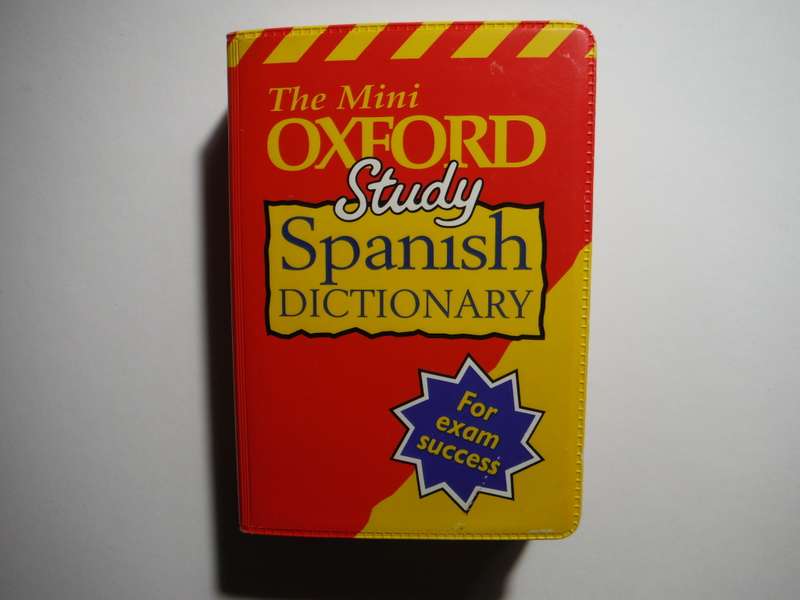 The Mini
OXFORD
Study
Spanish
DICTIONARY
For
exam
success